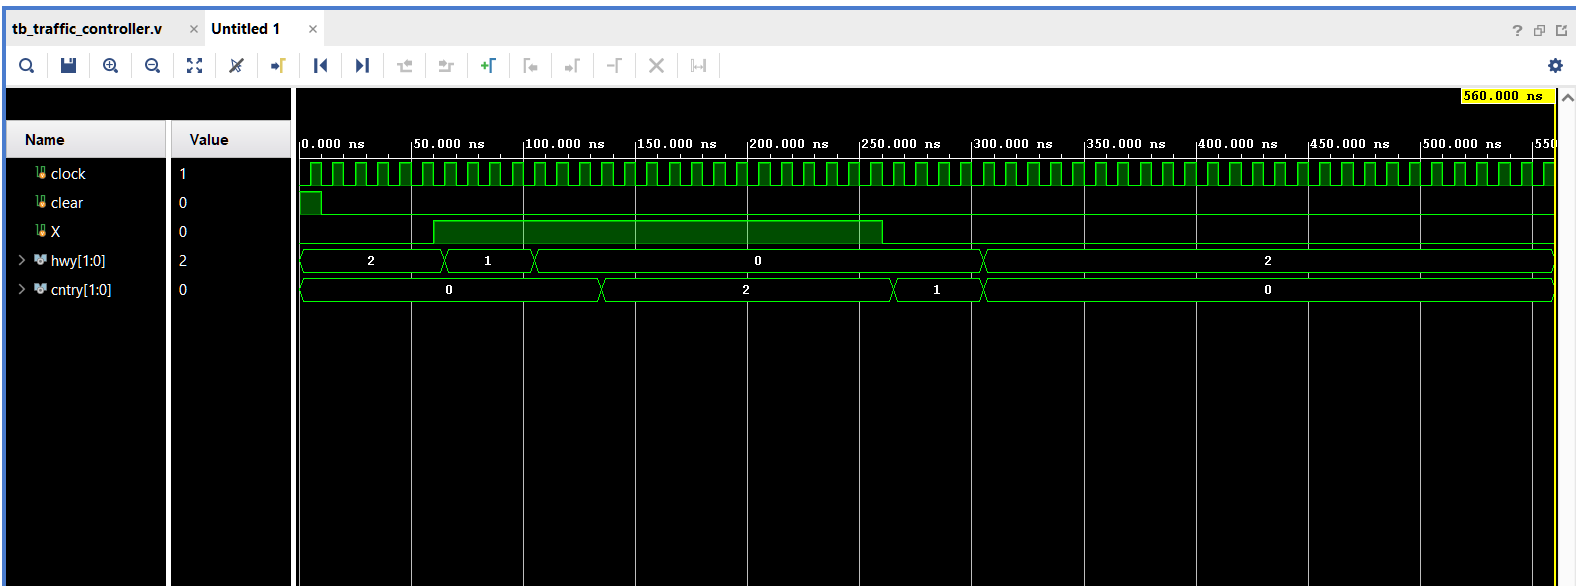 tb_traffic_controller.v × Untitled 1 × ?
560.000 ns
Name Value 0.000 ns 50.000 ns 100.000 ns 150.000 ns 200.000 ns 250.000 ns 300.000 ns 350.000 ns 400.000 ns 450.000 ns 500.000 ns 550
clock 1
clear 0
X 0
hwy[1:0] 2 2 1 0 2
cntry[1:0] 0 0 2 1 0